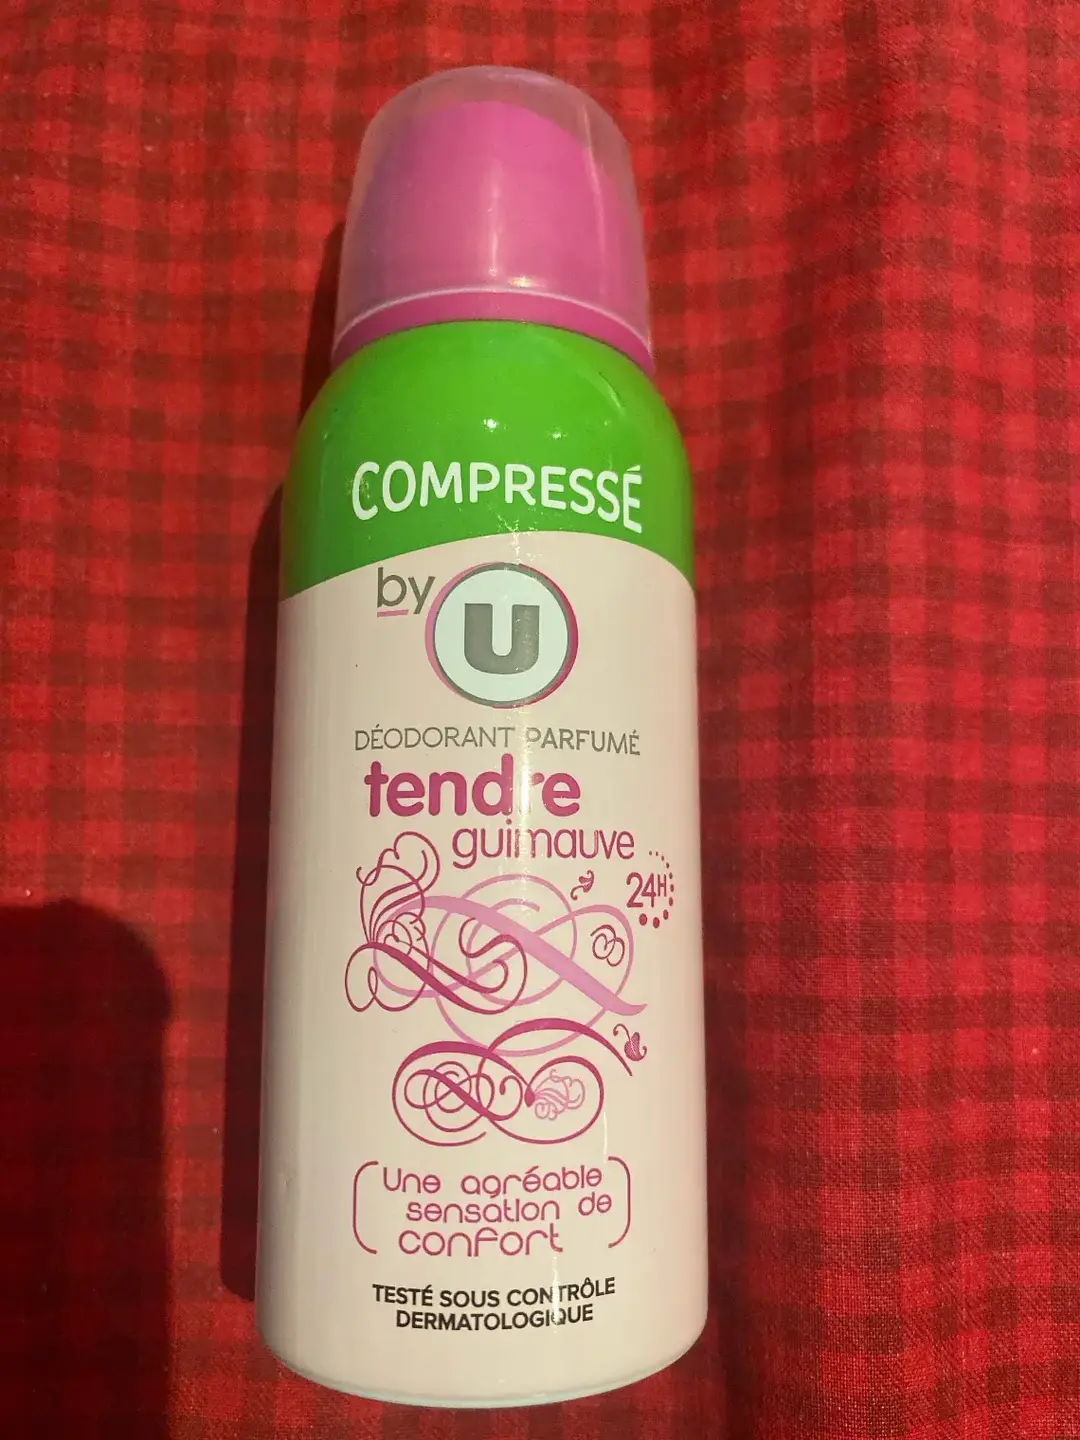 COMPRESSÉ
by U
DÉODORANT PARFUMÉ
tendre
guimauve
24H
Une agréable
sensation de
confort
TESTÉ SOUS CONTRÔLE
DERMATOLOGIQUE